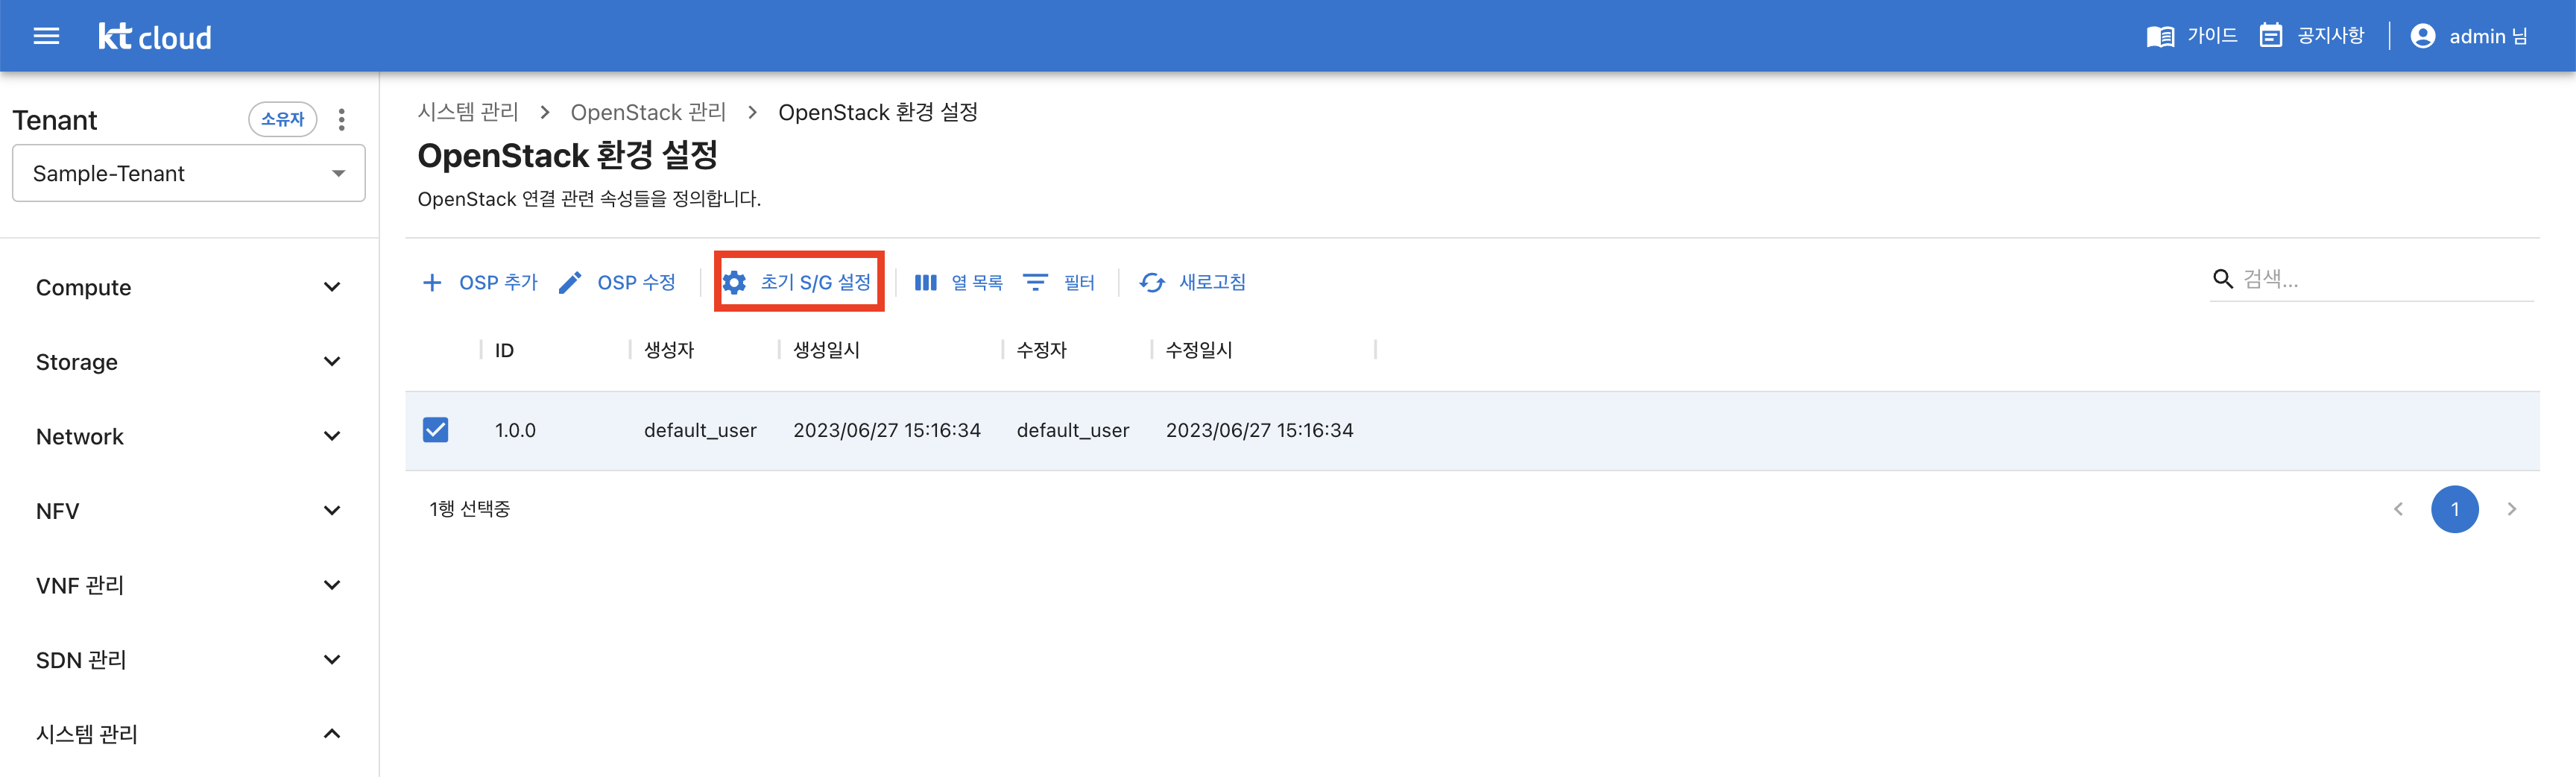 kt cloud
가이드 공지사항 admin 님
Tenant 소유자
Sample-Tenant
Compute
Storage
Network
NFV
VNF 관리
SDN 관리
시스템 관리
시스템 관리 > OpenStack 관리 > OpenStack 환경 설정
OpenStack 환경 설정
OpenStack 연결 관련 속성들을 정의합니다.
OSP 추가 OSP 수정 초기 S/G 설정 열 목록 필터 새로고침 검색...
ID 생성자 생성일시 수정자 수정일시
1.0.0 default_user 2023/06/27 15:16:34 default_user 2023/06/27 15:16:34
1행 선택중 1